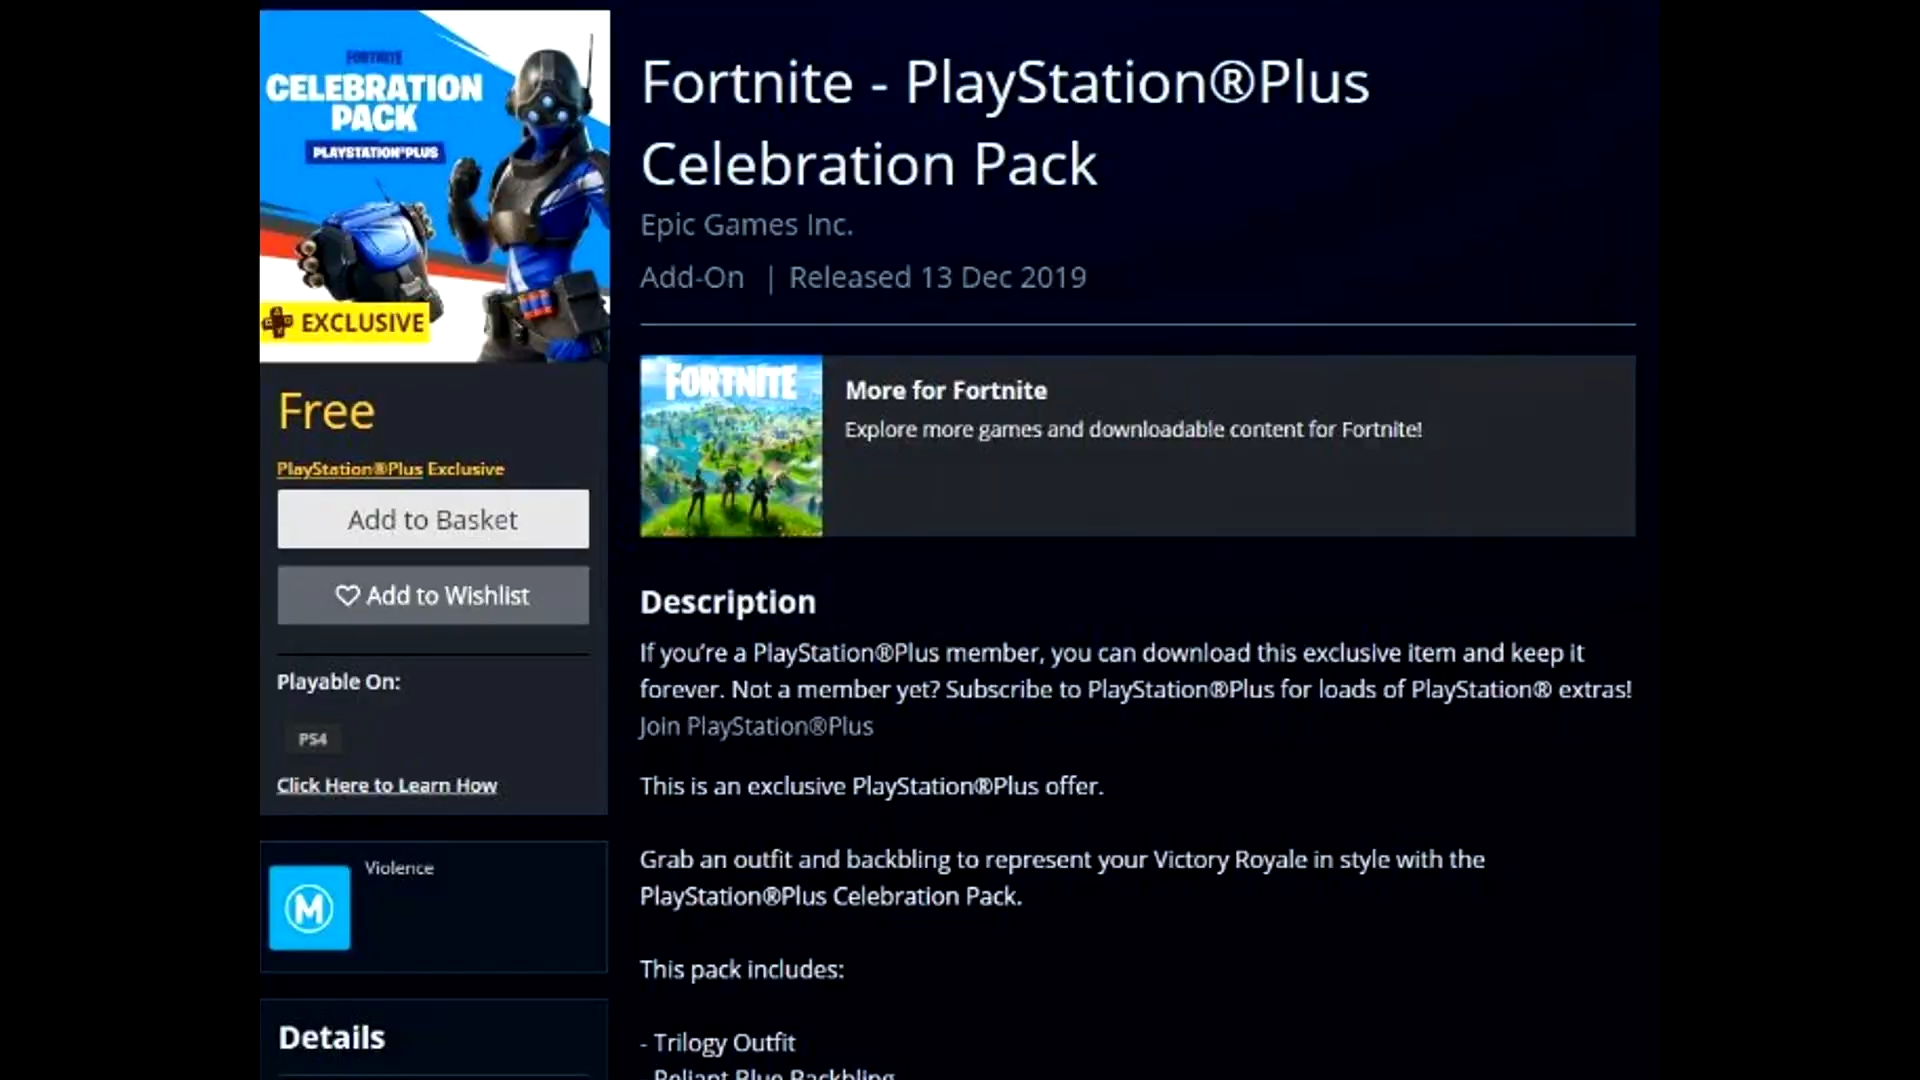 FORTNITE
CELEBRATION
PACK
PLAYSTATION®PLUS
EXCLUSIVE
Free
PlayStation®Plus Exclusive
Add to Basket
Add to Wishlist
Playable On:
PS4
Click Here to Learn How
M
Violence
Details
Fortnite - PlayStation®Plus
Celebration Pack
Epic Games Inc.
Add-On | Released 13 Dec 2019
FORTNITE
More for Fortnite
Explore more games and downloadable content for Fortnite!
Description
If you’re a PlayStation®Plus member, you can download this exclusive item and keep it
forever. Not a member yet? Subscribe to PlayStation®Plus for loads of PlayStation® extras!
Join PlayStation®Plus
This is an exclusive PlayStation®Plus offer.
Grab an outfit and backbling to represent your Victory Royale in style with the
PlayStation®Plus Celebration Pack.
This pack includes:
- Trilogy Outfit
- Reliant Blue Backbling